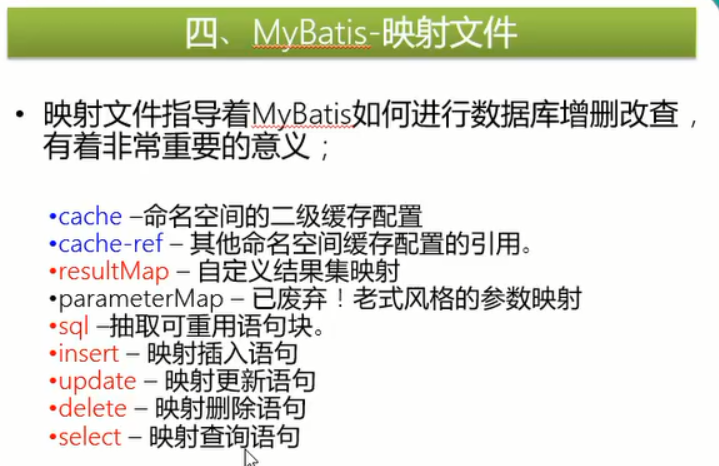 四、MyBatis-映射文件
• 映射文件指导着MyBatis如何进行数据库增删改查，
有着非常重要的意义；
•cache –命名空间的二级缓存配置
•cache-ref – 其他命名空间缓存配置的引用。
•resultMap – 自定义结果集映射
•parameterMap – 已废弃！老式风格的参数映射
•sql –抽取可重用语句块。
•insert – 映射插入语句
•update – 映射更新语句
•delete – 映射删除语句
•select – 映射查询语句